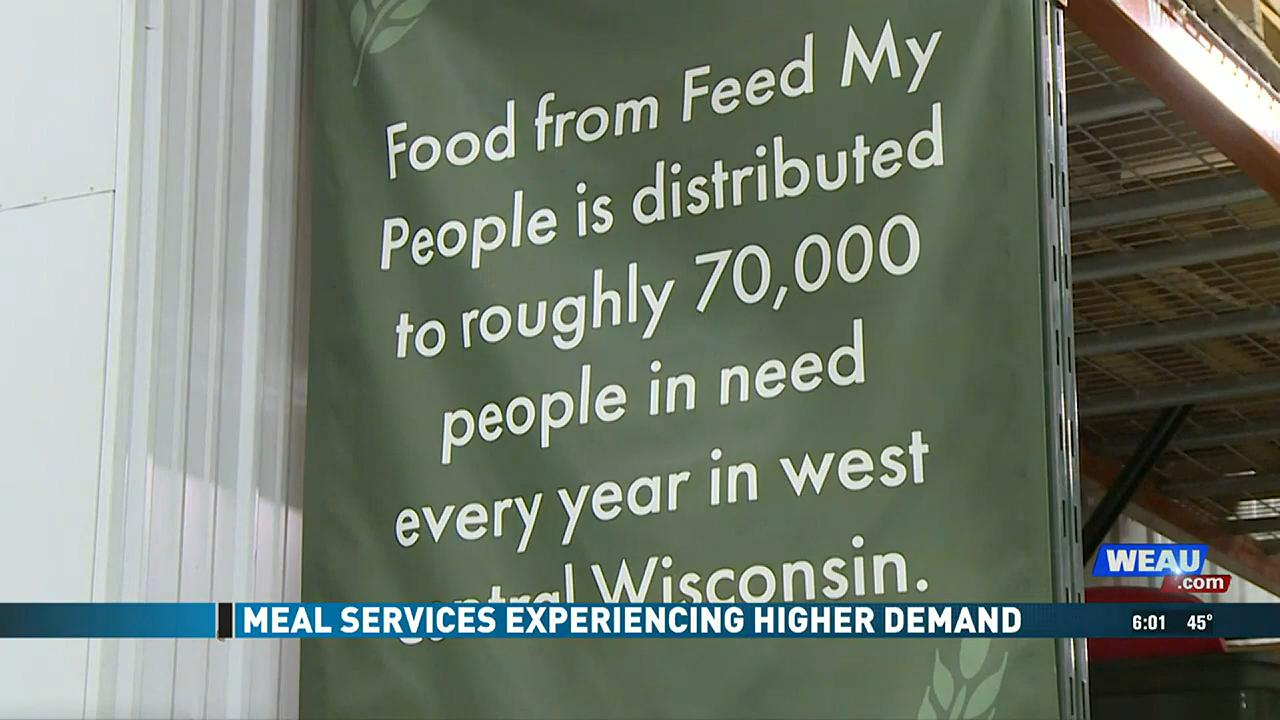 Food from Feed My
People is distributed
to roughly 70,000
people in need
every year in west
central Wisconsin.
WEAU
.com
MEAL SERVICES EXPERIENCING HIGHER DEMAND
6:01 45°